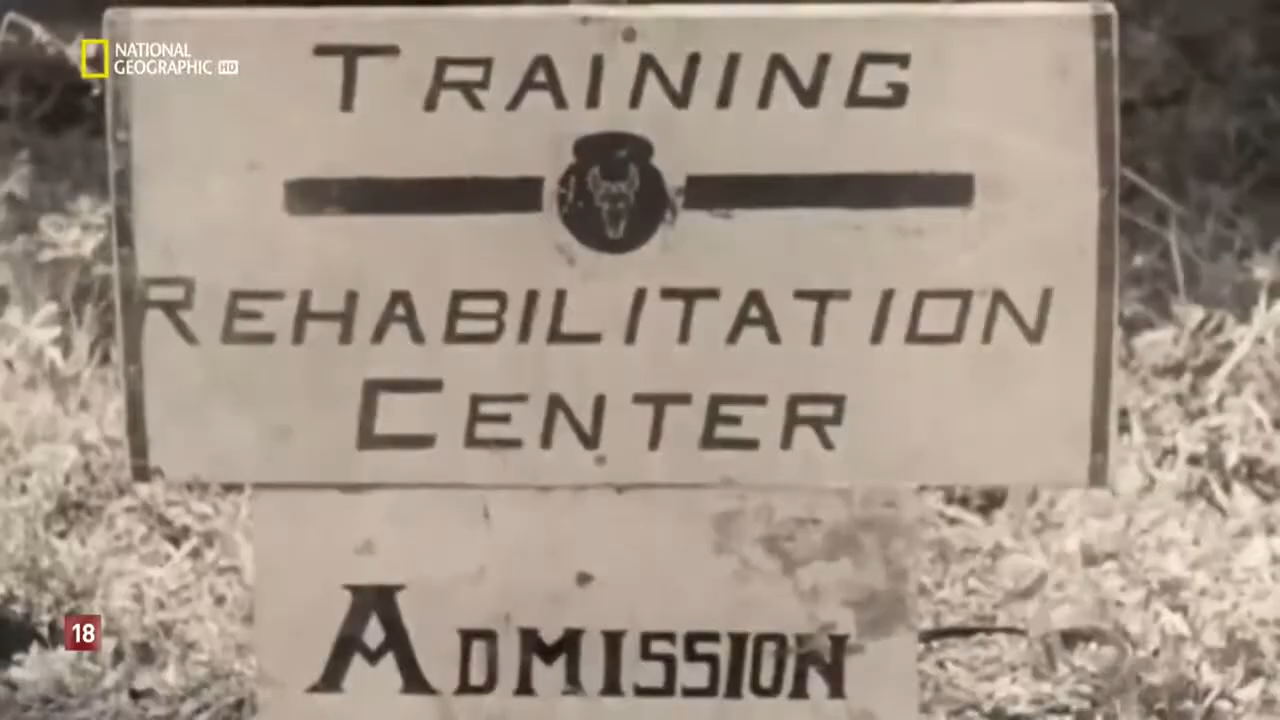 NATIONAL
GEOGRAPHIC HD
TRAINING
REHABILITATION
CENTER
18
ADMISSION